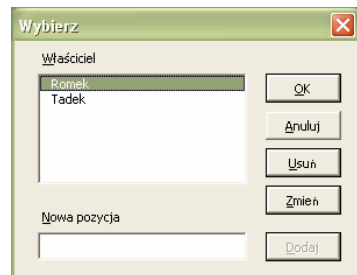 Wybierz
Właściciel
Romek
Tadek
OK
Anuluj
Usuń
Zmień
Nowa pozycja
Dodaj